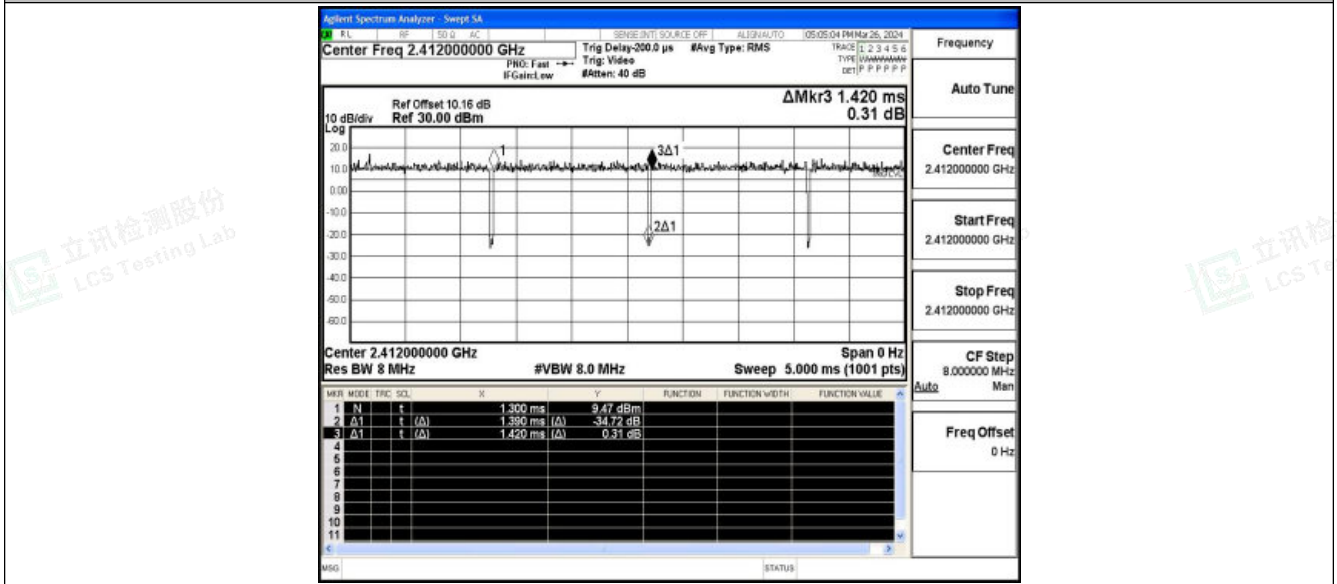 Agilent Spectrum Analyzer - Swept SA
RL RF 50 Ω AC SENSE:INT SOURCE OFF ALIGNAUTO 05:05:04 PM Mar 26, 2024
Center Freq 2.412000000 GHz
PNO: Fast
IFGain:Low
Trig Delay-200.0 µs #Avg Type: RMS
Trig: Video
#Atten: 40 dB
TRACE 1 2 3 4 5 6
TYPE
DET P P P P P P
Frequency
Auto Tune
Center Freq
2.412000000 GHz
Start Freq
2.412000000 GHz
Stop Freq
2.412000000 GHz
CF Step
8.000000 MHz
Auto Man
Freq Offset
0 Hz
ΔMkr3 1.420 ms
0.31 dB
Ref Offset 10.16 dB
10 dB/div Ref 30.00 dBm
Log
20.0
10.0
0.00
-10.0
-20.0
-30.0
-40.0
-50.0
-60.0
1
3Δ1
2Δ1
Center 2.412000000 GHz Span 0 Hz
Res BW 8 MHz #VBW 8.0 MHz Sweep 5.000 ms (1001 pts)
MKR MODE TRC SCL X Y FUNCTION FUNCTION WIDTH FUNCTION VALUE
1 N t 1.300 ms 9.47 dBm
2 Δ1 t (Δ) 1.390 ms (Δ) -34.72 dB
3 Δ1 t (Δ) 1.420 ms (Δ) 0.31 dB
4
5
6
7
8
9
10
11
MSG STATUS
立讯检测股份
LCS Testing Lab
立讯检
LCS Te